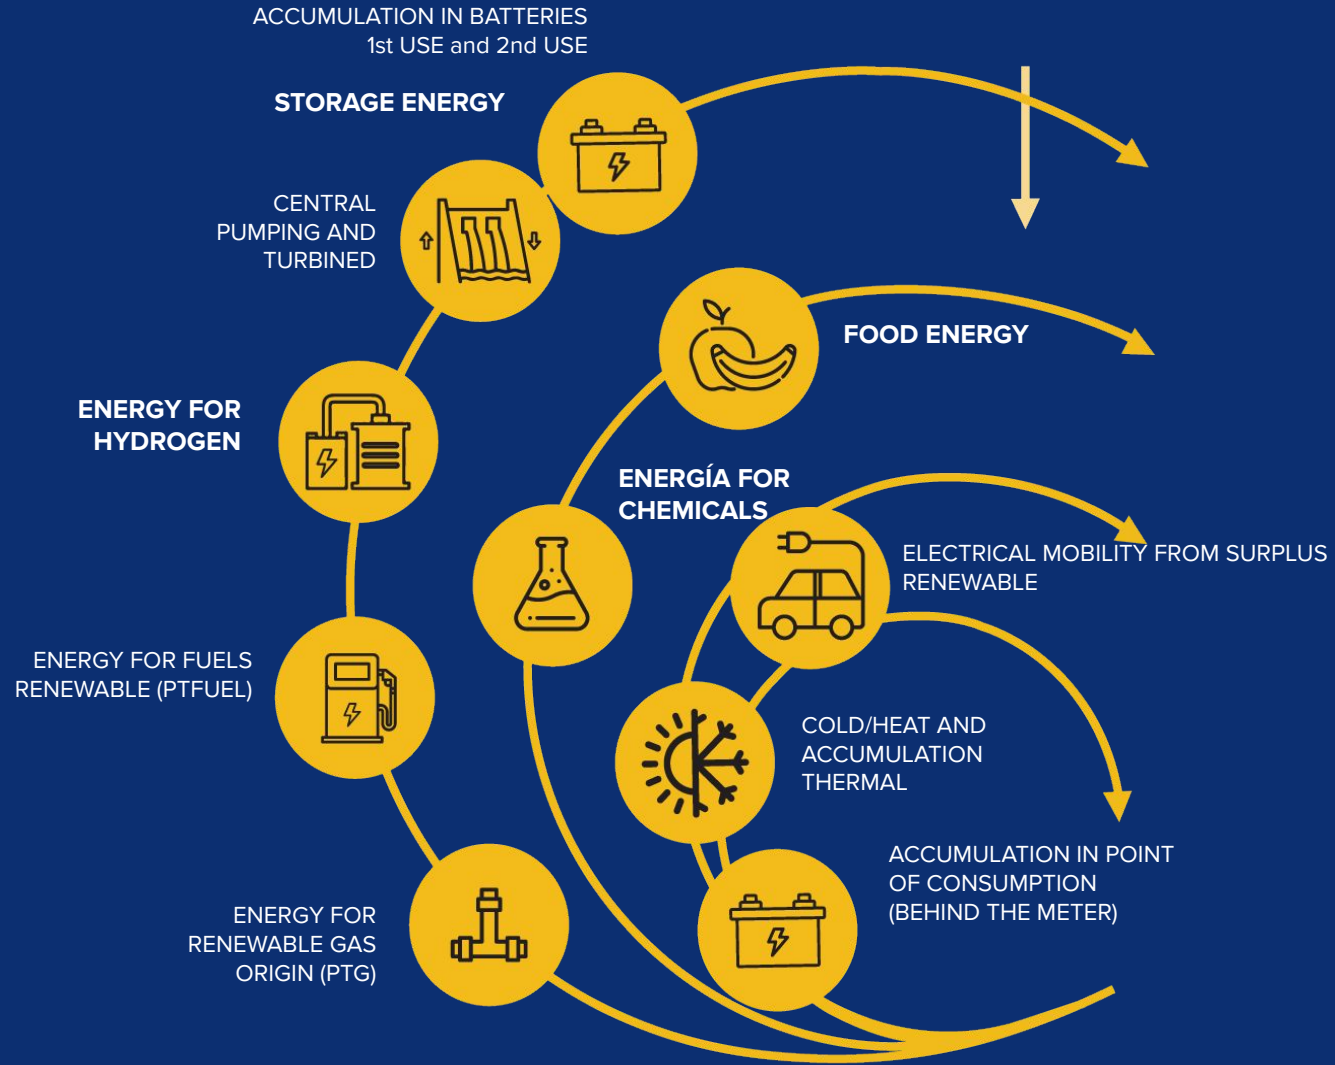 ACCUMULATION IN BATTERIES
1st USE and 2nd USE
STORAGE ENERGY
CENTRAL
PUMPING AND
TURBINED
FOOD ENERGY
ENERGY FOR
HYDROGEN
ENERGÍA FOR
CHEMICALS
ELECTRICAL MOBILITY FROM SURPLUS
RENEWABLE
ENERGY FOR FUELS
RENEWABLE (PTFUEL)
COLD/HEAT AND
ACCUMULATION
THERMAL
ACCUMULATION IN POINT
OF CONSUMPTION
(BEHIND THE METER)
ENERGY FOR
RENEWABLE GAS
ORIGIN (PTG)